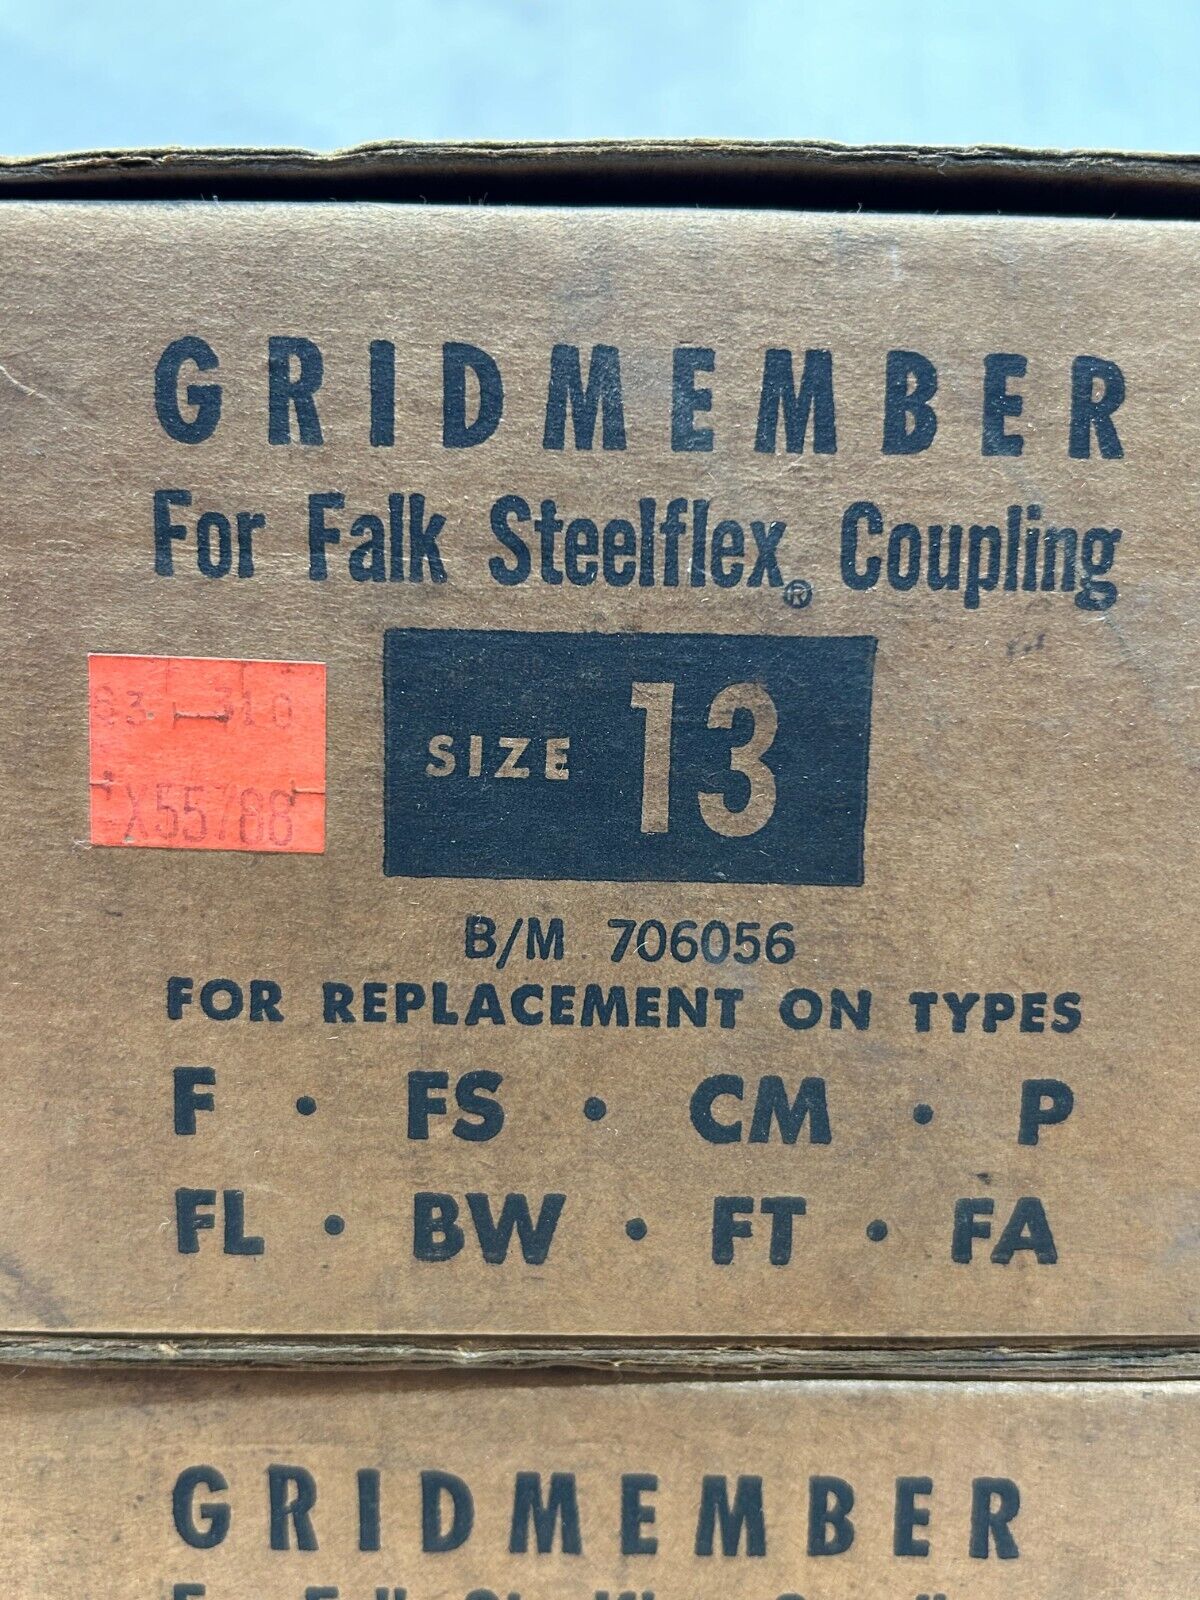 GRIDMEMBER
For Falk Steelflex® Coupling
SIZE 13
X55788
B/M 706056
FOR REPLACEMENT ON TYPES
F • FS • CM • P
FL • BW • FT • FA
GRIDMEMBER